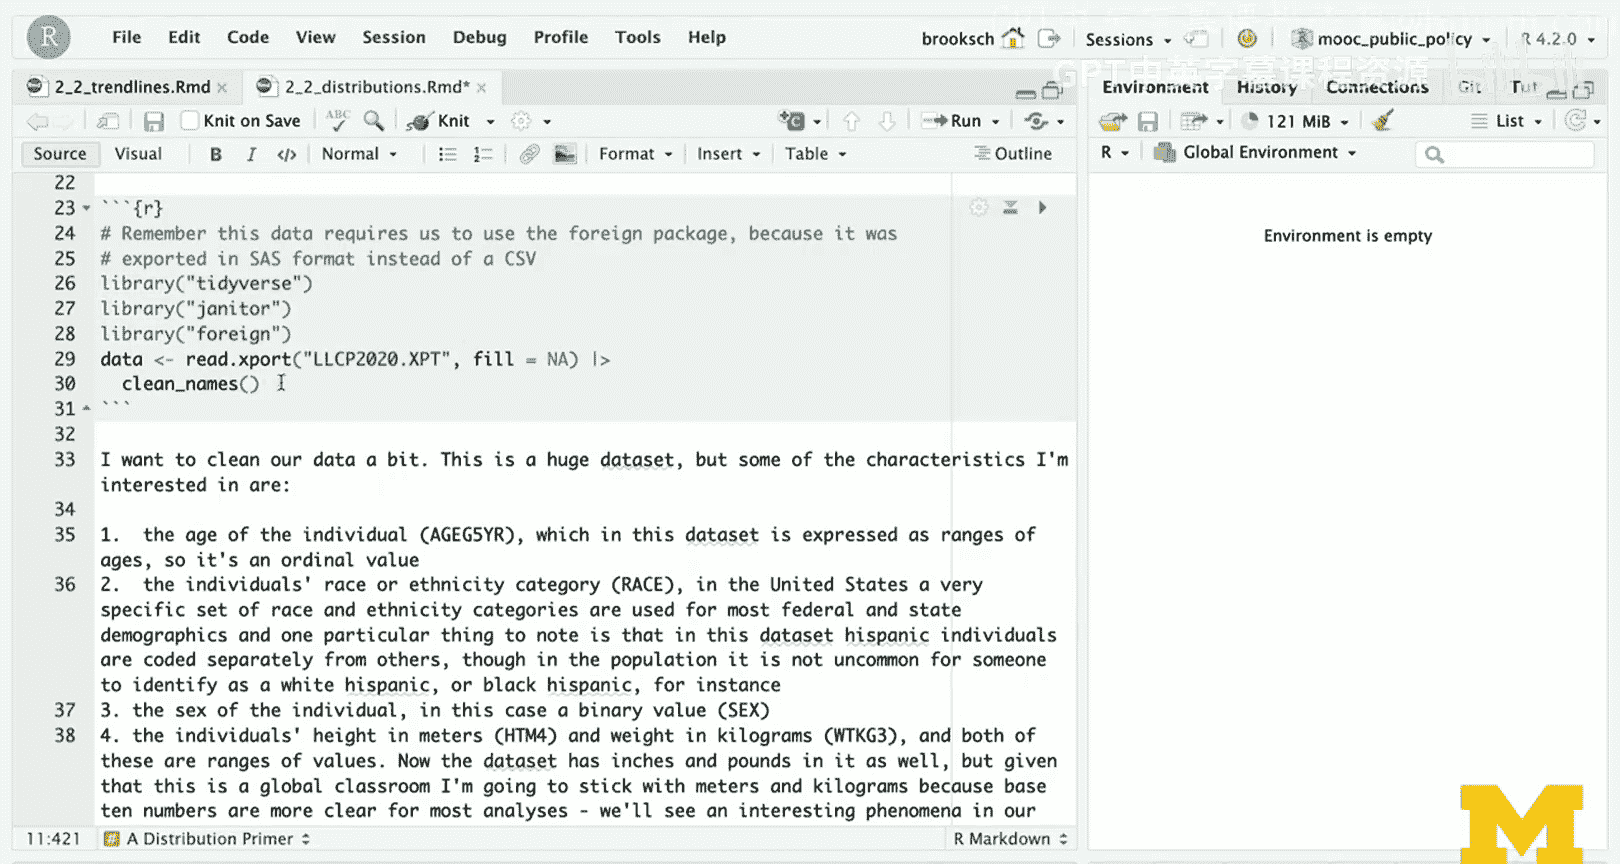 R File Edit Code View Session Debug Profile Tools Help brooksch Sessions mooc_public_policy R 4.2.0
GPT中英字幕课程资源
2_2_trendlines.Rmd × 2_2_distributions.Rmd* × Environment History Connections Git Tut
Knit on Save ABC Knit Run 121 MiB List
Source Visual B I </> Normal Format Insert Table Outline R Global Environment
22
23 ```{r}
24 # Remember this data requires us to use the foreign package, because it was
25 # exported in SAS format instead of a CSV
26 library("tidyverse")
27 library("janitor")
28 library("foreign")
29 data <- read.xport("LLCP2020.XPT", fill = NA) |>
30 clean_names()
31 ```
32
33 I want to clean our data a bit. This is a huge dataset, but some of the characteristics I'm
interested in are:
34
35 1. the age of the individual (AGEG5YR), which in this dataset is expressed as ranges of
ages, so it's an ordinal value
36 2. the individuals' race or ethnicity category (RACE), in the United States a very
specific set of race and ethnicity categories are used for most federal and state
demographics and one particular thing to note is that in this dataset hispanic individuals
are coded separately from others, though in the population it is not uncommon for someone
to identify as a white hispanic, or black hispanic, for instance
37 3. the sex of the individual, in this case a binary value (SEX)
38 4. the individuals' height in meters (HTM4) and weight in kilograms (WTKG3), and both of
these are ranges of values. Now the dataset has inches and pounds in it as well, but given
that this is a global classroom I'm going to stick with meters and kilograms because base
ten numbers are more clear for most analyses - we'll see an interesting phenomena in our
11:421 A Distribution Primer R Markdown
Environment is empty
M